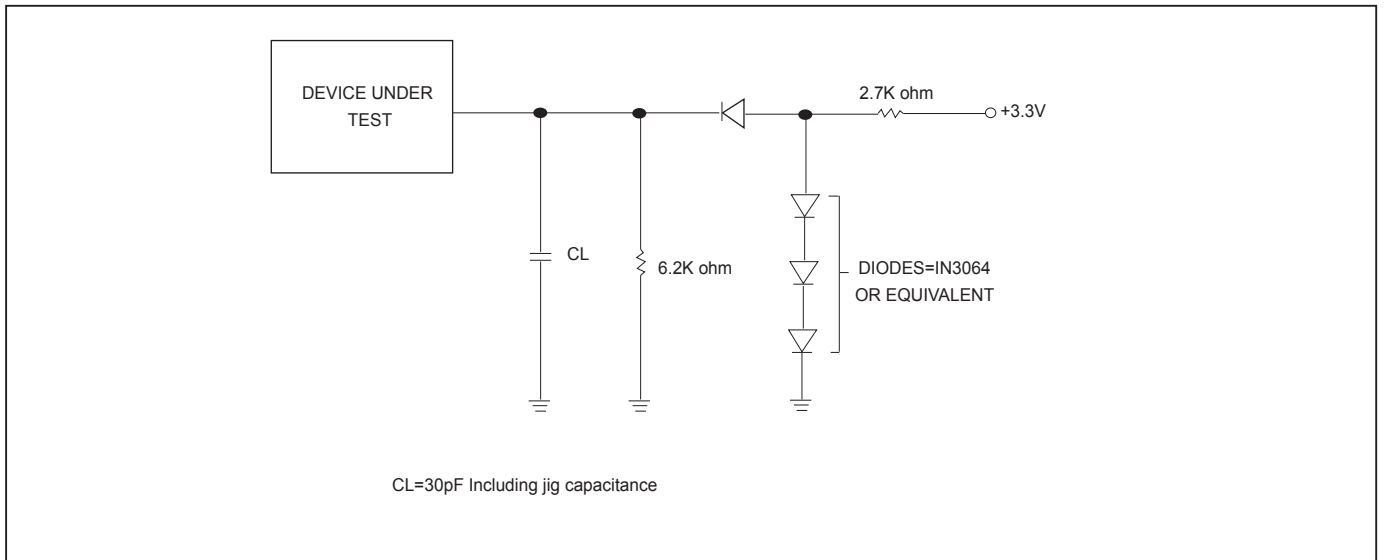 DEVICE UNDER
TEST
2.7K ohm
+3.3V
CL
6.2K ohm
DIODES=IN3064
OR EQUIVALENT
CL=30pF Including jig capacitance